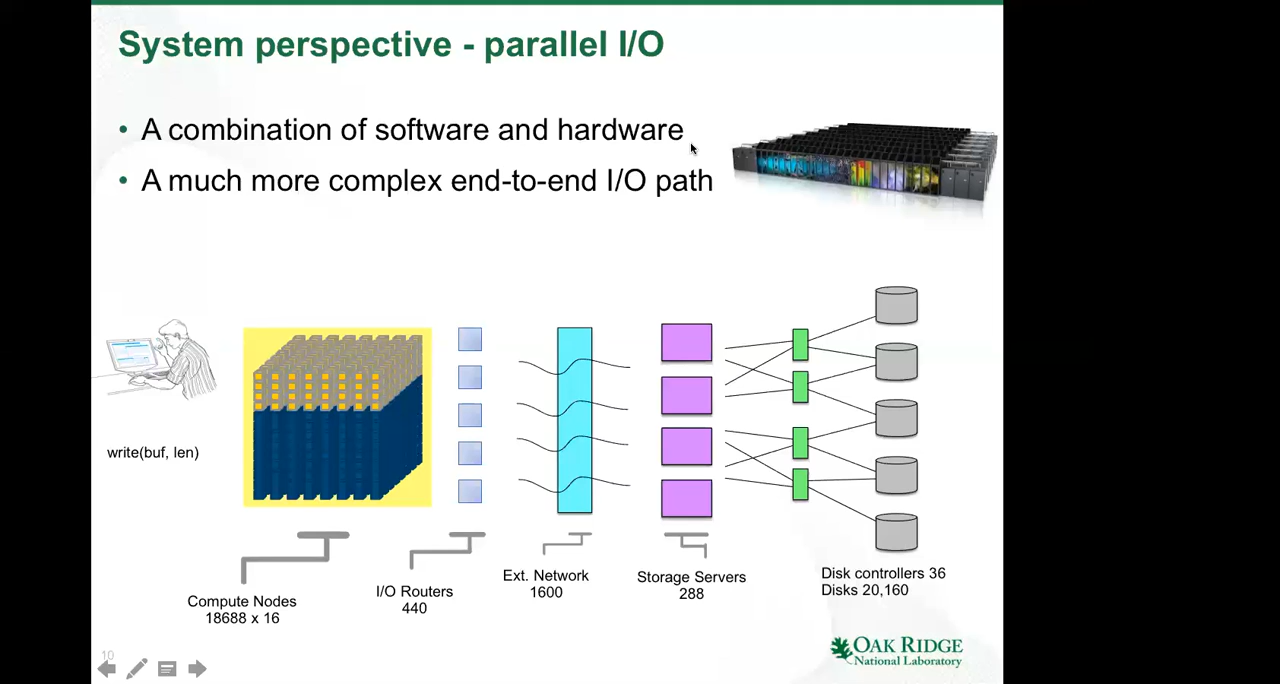 System perspective - parallel I/O
• A combination of software and hardware
• A much more complex end-to-end I/O path
write(buf, len)
Compute Nodes
18688 x 16
I/O Routers
440
Ext. Network
1600
Storage Servers
288
Disk controllers 36
Disks 20,160
10
OAK RIDGE
National Laboratory